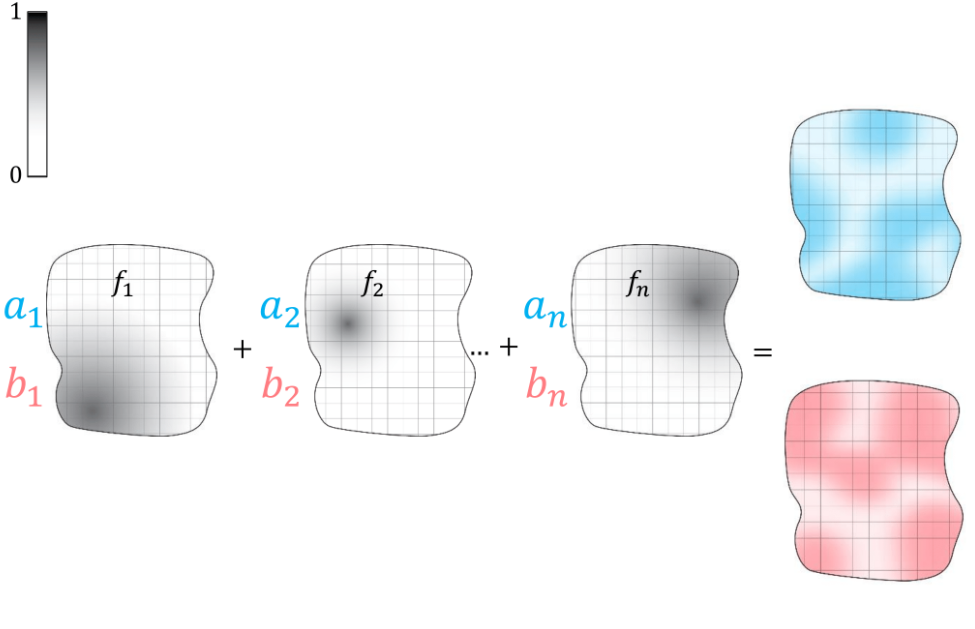 1
0
f₁ f₂ fₙ
a₁ a₂ aₙ
+ ... + =
b₁ b₂ bₙ